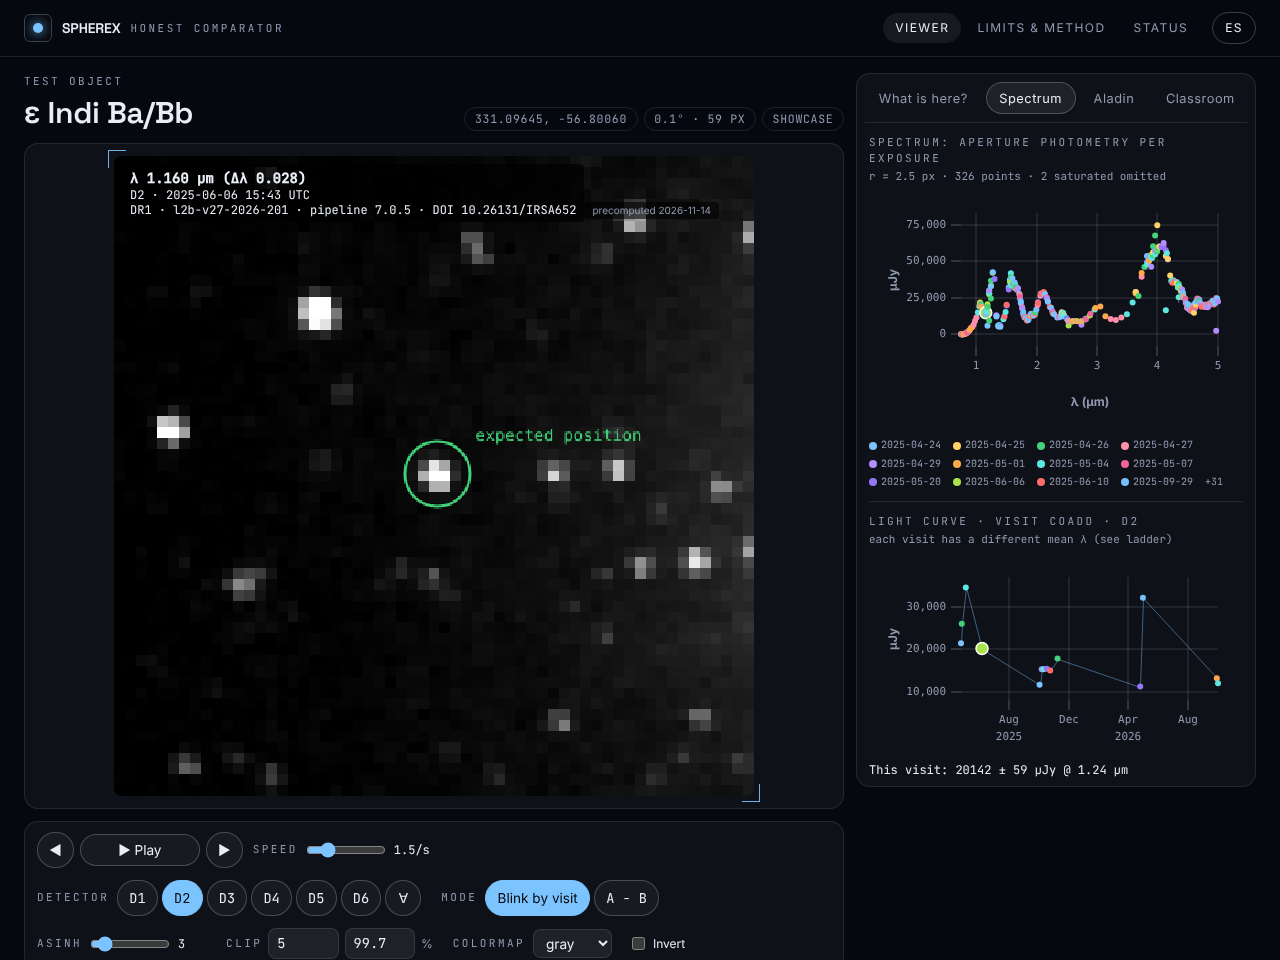 SPHEREX HONEST COMPARATOR
VIEWER LIMITS & METHOD STATUS ES
TEST OBJECT
ε Indi Ba/Bb
331.09645, -56.80060 0.1° · 59 PX SHOWCASE
λ 1.160 µm (Δλ 0.028)
D2 · 2025-06-06 15:43 UTC
DR1 · l2b-v27-2026-201 · pipeline 7.0.5 · DOI 10.26131/IRSA652 precomputed 2026-11-14
expected position
◀ ▶ Play ▶ SPEED 1.5/s
DETECTOR D1 D2 D3 D4 D5 D6 ∀ MODE Blink by visit A - B
ASINH 3 CLIP 5 99.7 % COLORMAP gray Invert
What is here? Spectrum Aladin Classroom
SPECTRUM: APERTURE PHOTOMETRY PER
EXPOSURE
r = 2.5 px · 326 points · 2 saturated omitted
75,000
50,000
25,000
0
µJy
1 2 3 4 5
λ (µm)
2025-04-24 2025-04-25 2025-04-26 2025-04-27
2025-04-29 2025-05-01 2025-05-04 2025-05-07
2025-05-20 2025-06-06 2025-06-10 2025-09-29 +31
LIGHT CURVE · VISIT COADD · D2
each visit has a different mean λ (see ladder)
30,000
20,000
10,000
µJy
Aug Dec Apr Aug
2025 2026
This visit: 20142 ± 59 µJy @ 1.24 µm